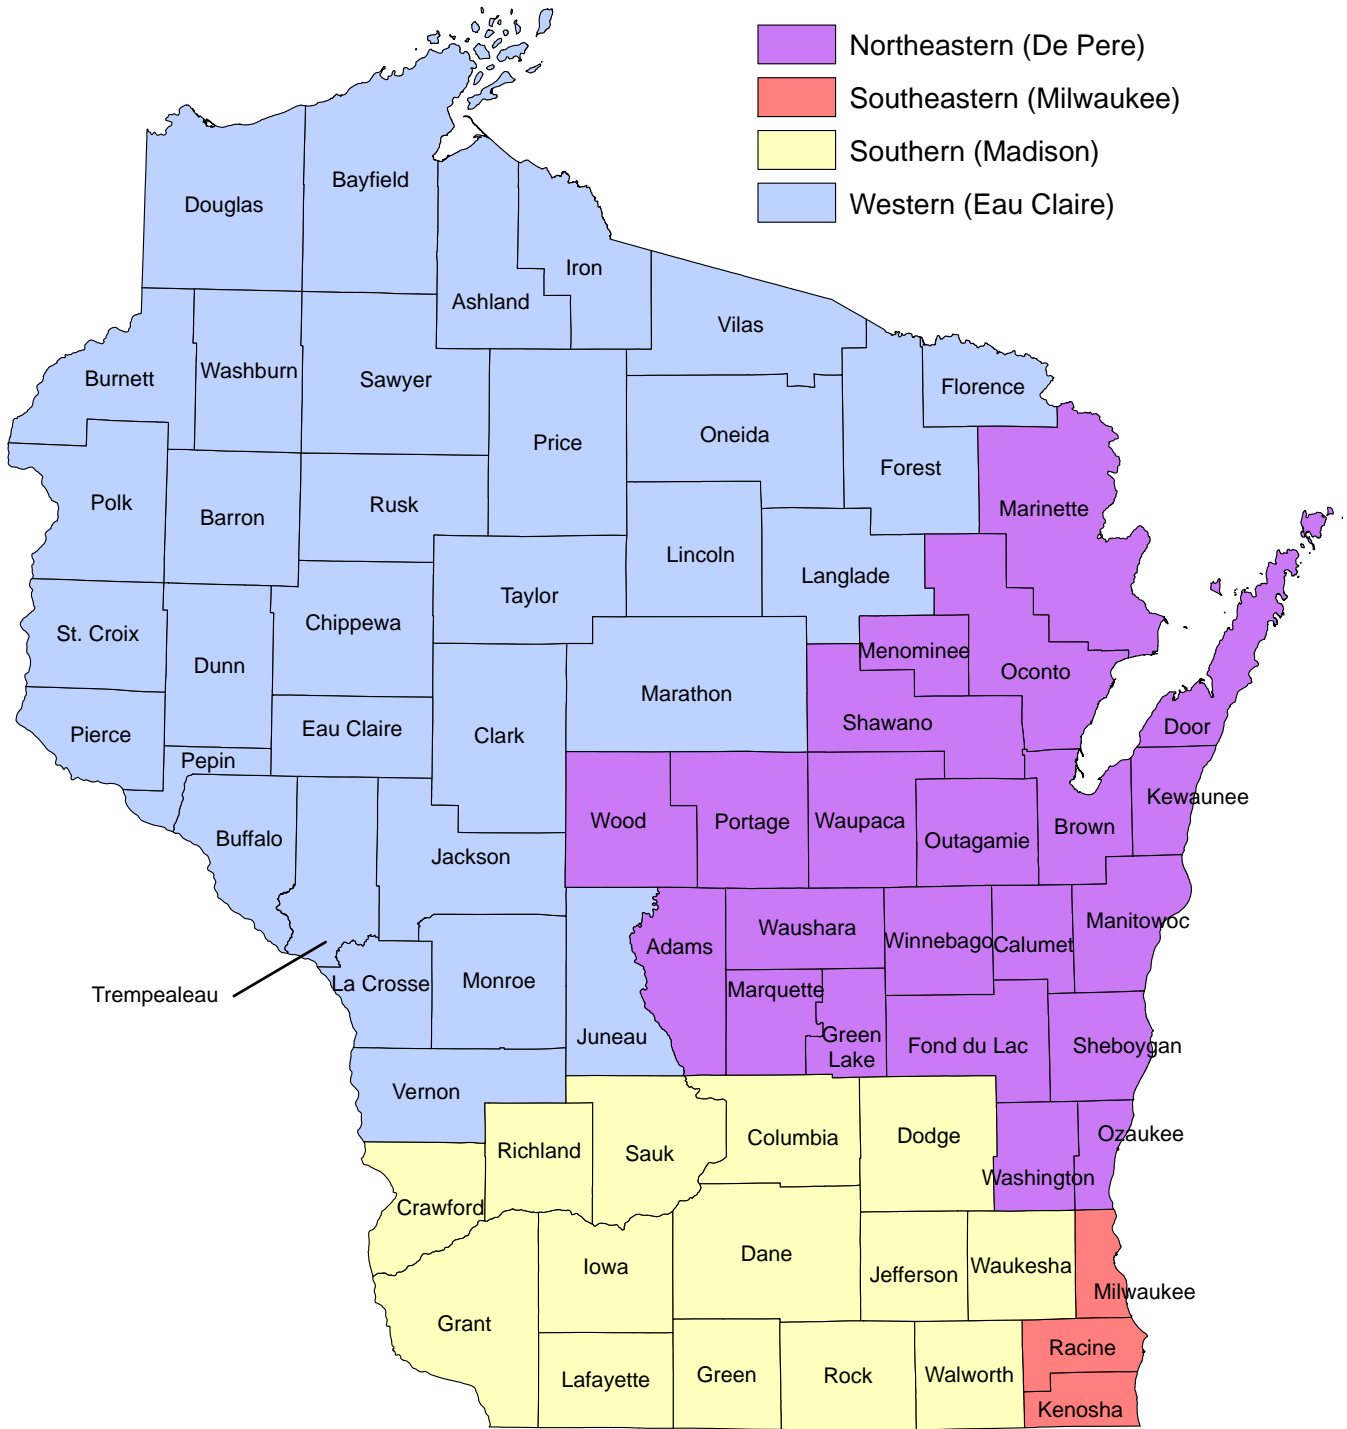 Northeastern (De Pere)
Southeastern (Milwaukee)
Southern (Madison)
Western (Eau Claire)
Bayfield
Douglas
Iron
Ashland
Vilas
Washburn
Burnett
Sawyer
Florence
Oneida
Price
Forest
Polk
Rusk
Barron
Marinette
Lincoln
Langlade
Taylor
Chippewa
St. Croix
Dunn
Menominee
Oconto
Marathon
Shawano
Door
Eau Claire
Pierce
Clark
Pepin
Kewaunee
Wood
Portage
Waupaca
Brown
Buffalo
Outagamie
Jackson
Manitowoc
Waushara
Adams
Winnebago
Calumet
Monroe
La Crosse
Marquette
Trempealeau
Juneau
Green
Lake
Fond du Lac
Sheboygan
Vernon
Columbia
Dodge
Ozaukee
Richland
Sauk
Washington
Crawford
Dane
Iowa
Jefferson
Waukesha
Milwaukee
Grant
Racine
Lafayette
Green
Rock
Walworth
Kenosha